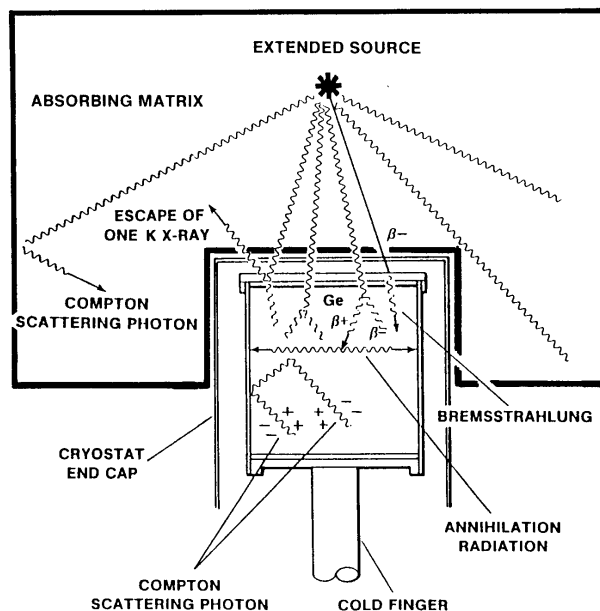 EXTENDED SOURCE
ABSORBING MATRIX
ESCAPE OF
ONE K X-RAY
β−
COMPTON
SCATTERING PHOTON
Ge
β+
β=
− + + −
− + + −
BREMSSTRAHLUNG
CRYOSTAT
END CAP
ANNIHILATION
RADIATION
COMPTON
SCATTERING PHOTON
COLD FINGER